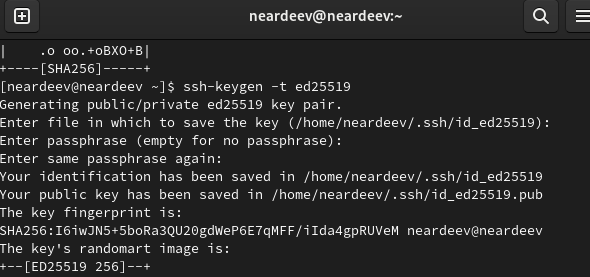 neardeev@neardeev:~
|    .o oo.+oBXO+B|
+----[SHA256]-----+
[neardeev@neardeev ~]$ ssh-keygen -t ed25519
Generating public/private ed25519 key pair.
Enter file in which to save the key (/home/neardeev/.ssh/id_ed25519):
Enter passphrase (empty for no passphrase):
Enter same passphrase again:
Your identification has been saved in /home/neardeev/.ssh/id_ed25519
Your public key has been saved in /home/neardeev/.ssh/id_ed25519.pub
The key fingerprint is:
SHA256:I6iwJN5+5boRa3QU20gdWeP6E7qMFF/iIda4gpRUVeM neardeev@neardeev
The key's randomart image is:
+--[ED25519 256]--+